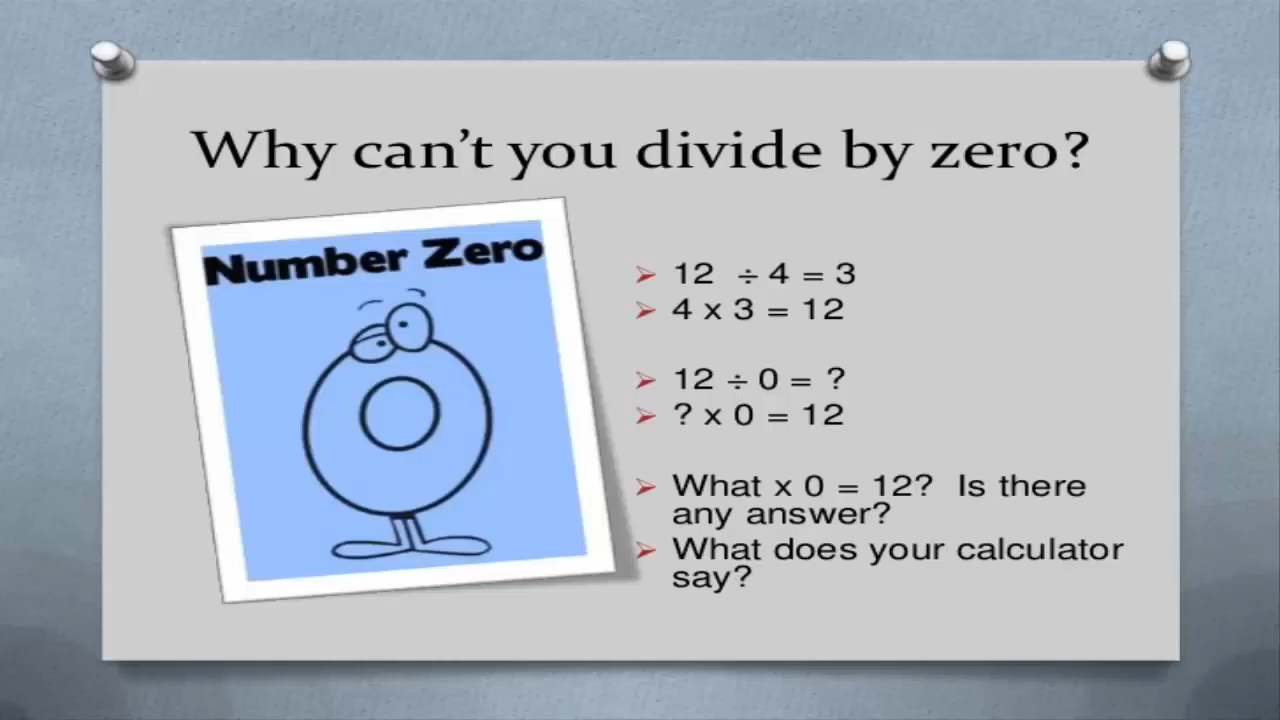 Why can't you divide by zero?
Number Zero
12 ÷ 4 = 3
4 x 3 = 12
12 ÷ 0 = ?
? x 0 = 12
What x 0 = 12? Is there
any answer?
What does your calculator
say?